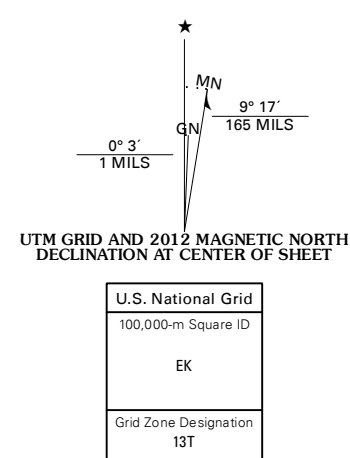 ★
MN
9° 17´
165 MILS
GN
0° 3´
1 MILS
UTM GRID AND 2012 MAGNETIC NORTH
DECLINATION AT CENTER OF SHEET
U.S. National Grid
100,000-m Square ID
EK
Grid Zone Designation
13T